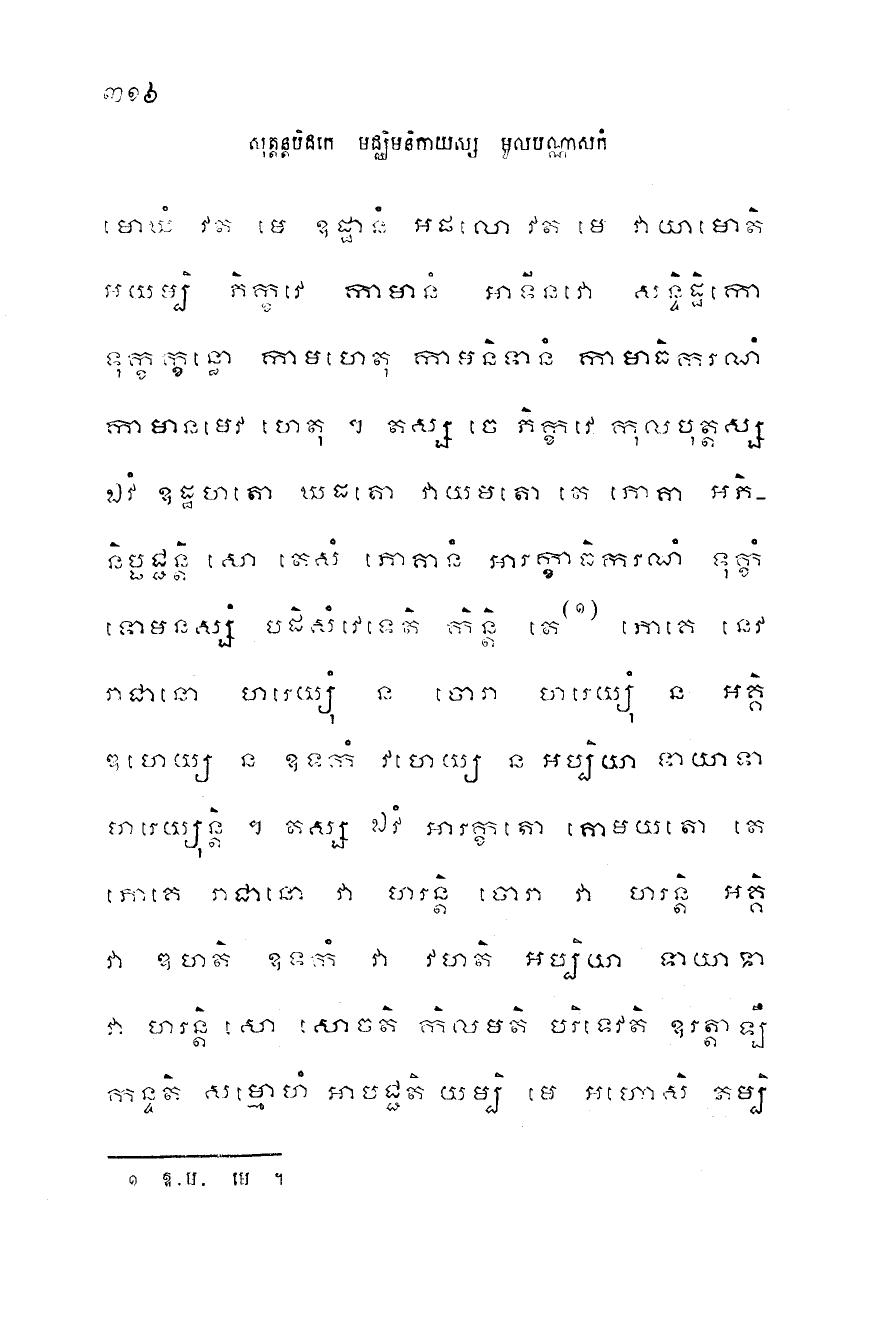 ៣១៦
សុត្តន្តបិដកេ មជ្ឈិមនិកាយស្ស មូលបណ្ណាសកំ
មោឃំ វត មេ ឧដ្ឋានំ អផលោ វត មេ វាយាមោតិ
អយម្បិ ភិក្ខវេ កាមានំ អាទីនវោ សន្ទិដ្ឋិកោ
ទុក្ខក្ខន្ធោ កាមហេតុ កាមនិទានំ កាមាធិករណំ
កាមានមេវ ហេតុ ។ តស្ស ចេ ភិក្ខវេ កុលបុត្តស្ស
ឯវំ ឧដ្ឋហតោ ឃដតោ វាយមតោ តេ ភោគា អភិ-
និប្ផជ្ជន្តិ សោ តេសំ ភោគានំ អារក្ខាធិករណំ ទុក្ខំ
ទោមនស្សំ បដិសំវេទេតិ កិន្តិ តេ(១) ភោគេ នេវ
រាជានោ ហរេយ្យុំ ន ចោរា ហរេយ្យុំ ន អគ្គិ
ឌហេយ្យ ន ឧទកំ វហេយ្យ ន អប្បិយា ទាយាទា
ហរេយ្យុន្តិ ។ តស្ស ឯវំ អារក្ខតោ គោមយតោ តេ
ភោគេ រាជានោ វា ហរន្តិ ចោរា វា ហរន្តិ អគ្គិ
វា ឌហតិ ឧទកំ វា វហតិ អប្បិយា ទាយាទា
វា ហរន្តិ សោ សោចតិ កិលមតិ បរិទេវតិ ឧរត្តាឡឹ
កន្ទតិ សម្មោហំ អាបជ្ជតិ យម្បិ មេ អហោសិ តម្បិ
១ ឱ.ម. មេ ។